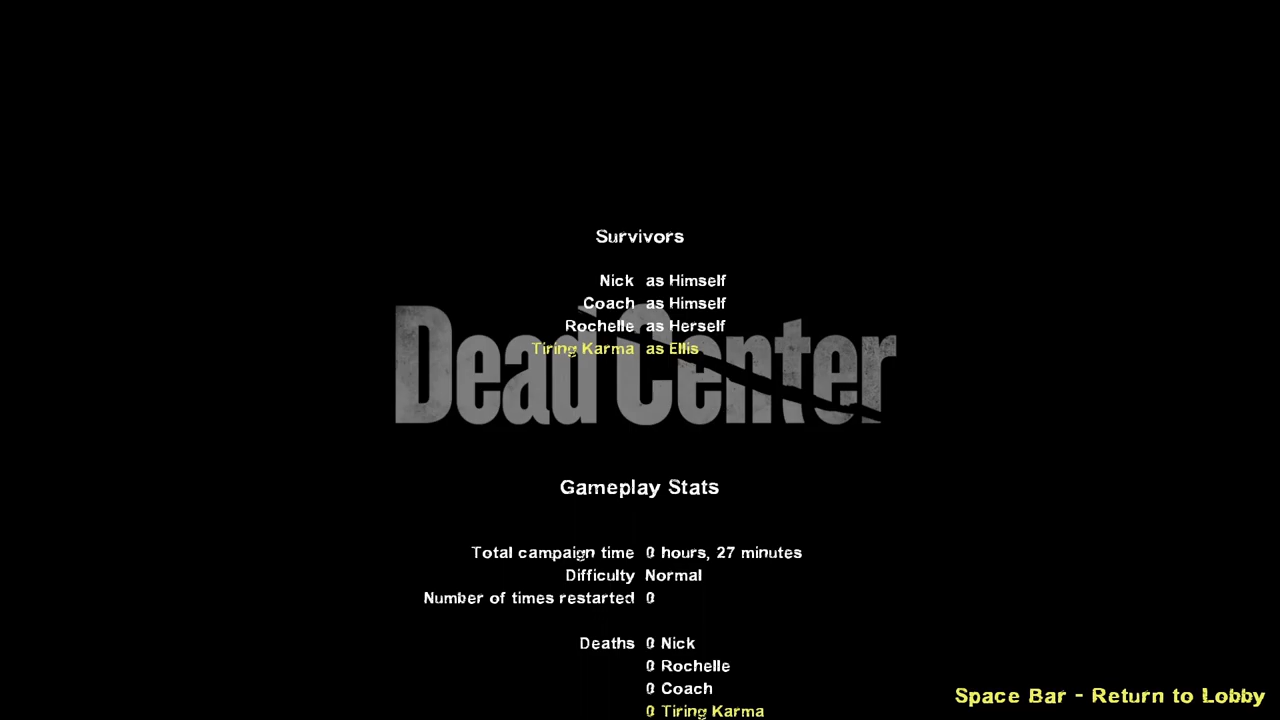 Survivors
Nick as Himself
Coach as Himself
Rochelle as Herself
Tiring Karma as Ellis
Dead Center
Gameplay Stats
Total campaign time 0 hours, 27 minutes
Difficulty Normal
Number of times restarted 0
Deaths 0 Nick
0 Rochelle
0 Coach
0 Tiring Karma
Space Bar - Return to Lobby